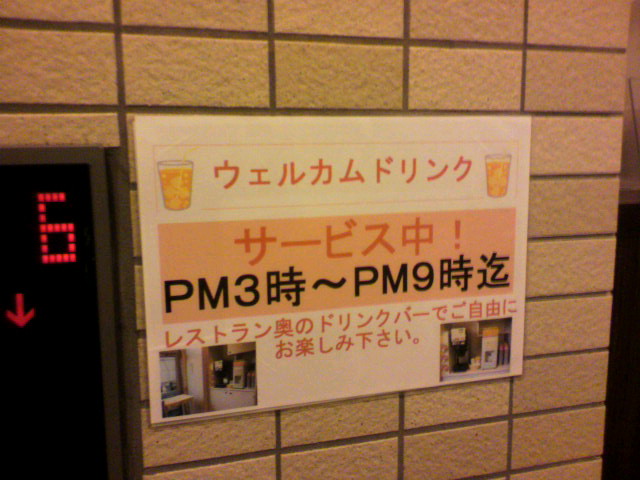 6
↓
ウェルカムドリンク
サービス中！
PM3時～PM9時迄
レストラン奥のドリンクバーでご自由に
お楽しみ下さい。